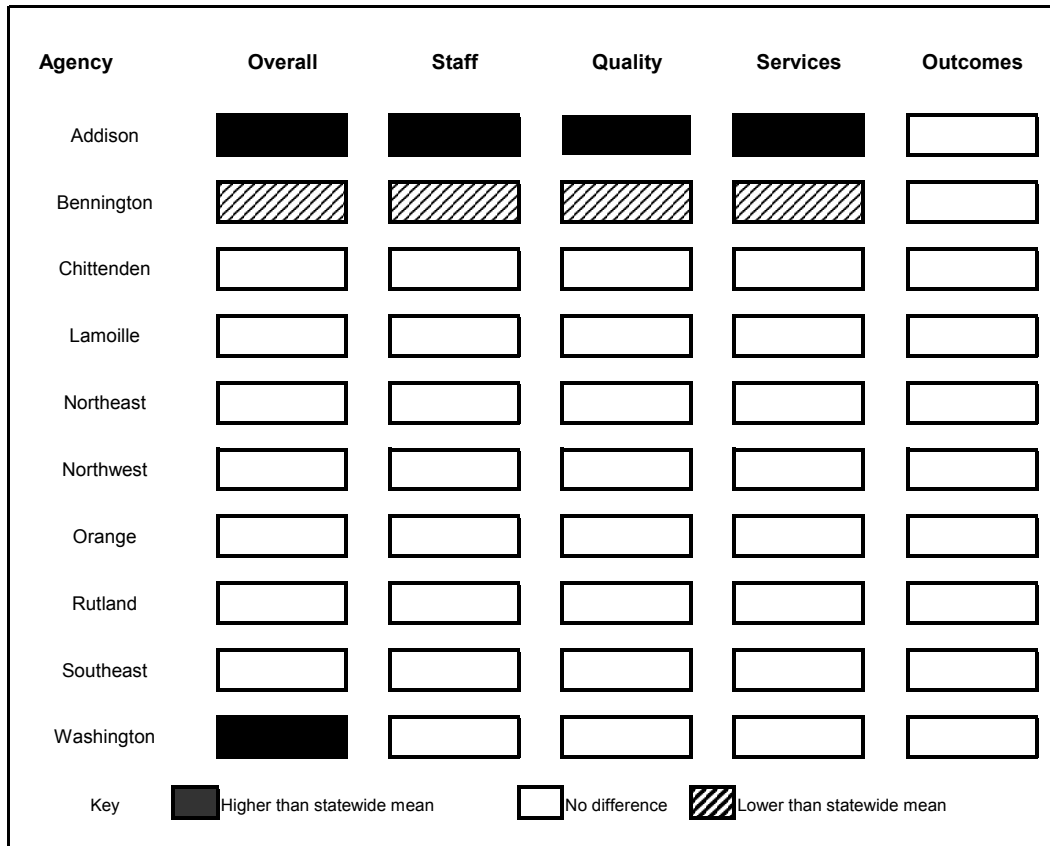 Agency Overall Staff Quality Services Outcomes
Addison
Bennington
Chittenden
Lamoille
Northeast
Northwest
Orange
Rutland
Southeast
Washington
Key Higher than statewide mean No difference Lower than statewide mean